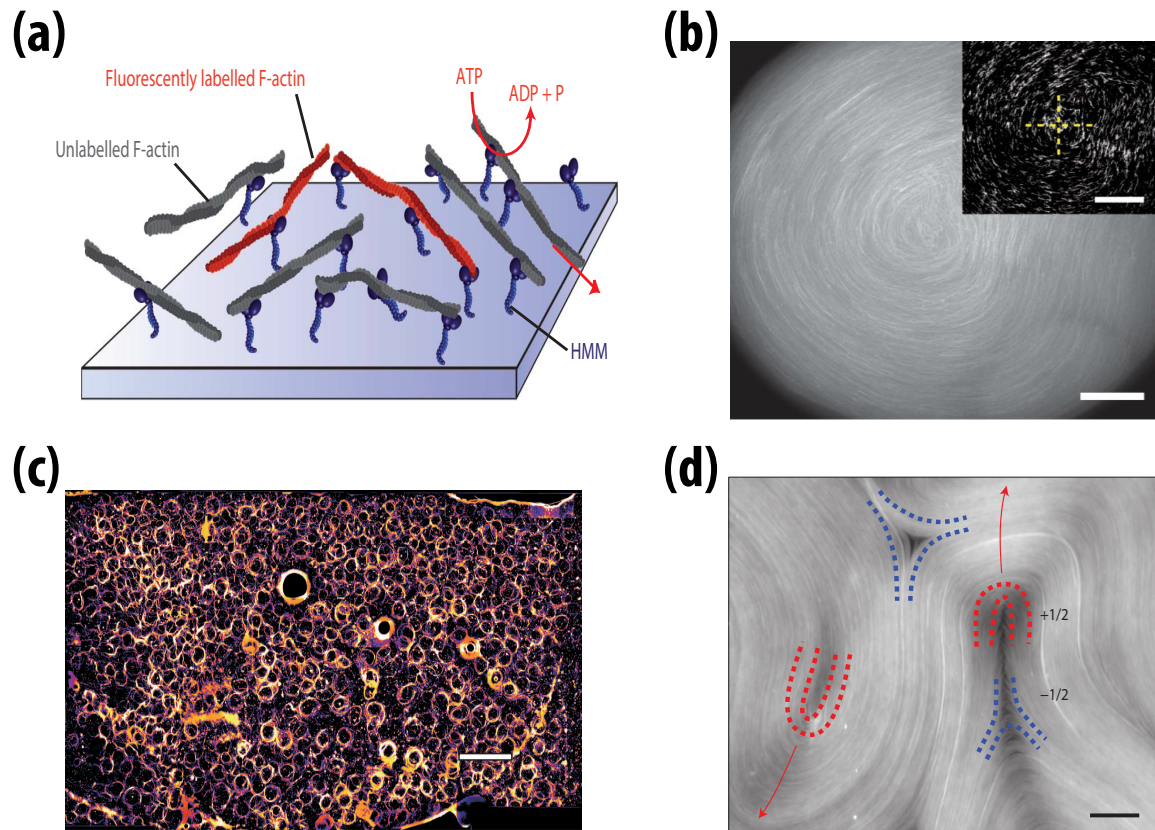 (a)
Fluorescently labelled F-actin
Unlabelled F-actin
ATP
ADP + P
HMM
(b)
(c)
(d)
+1/2
−1/2